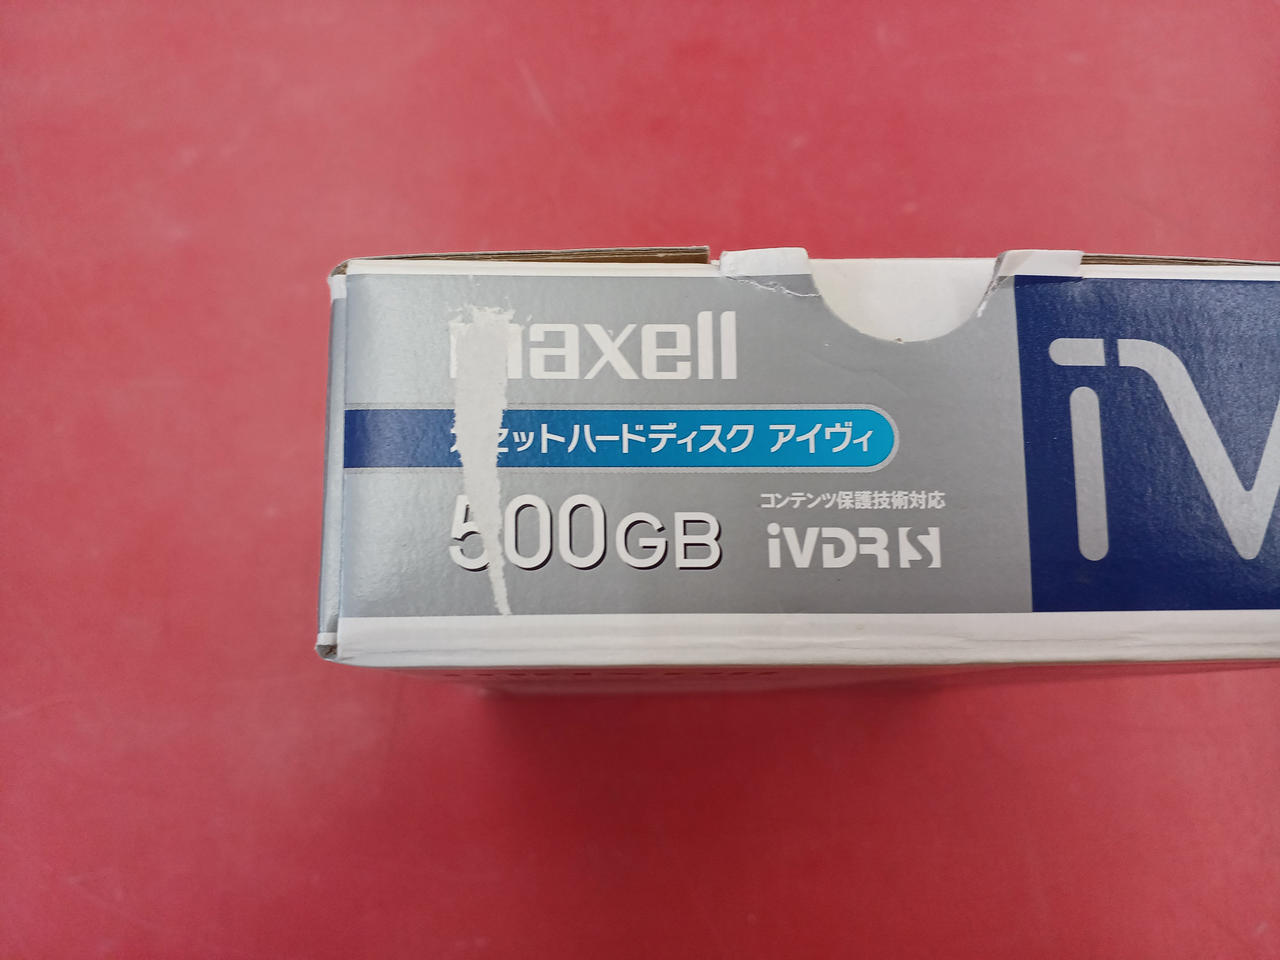 maxell
カセットハードディスク アイヴィ
500GB
コンテンツ保護技術対応
iVDR S
iV